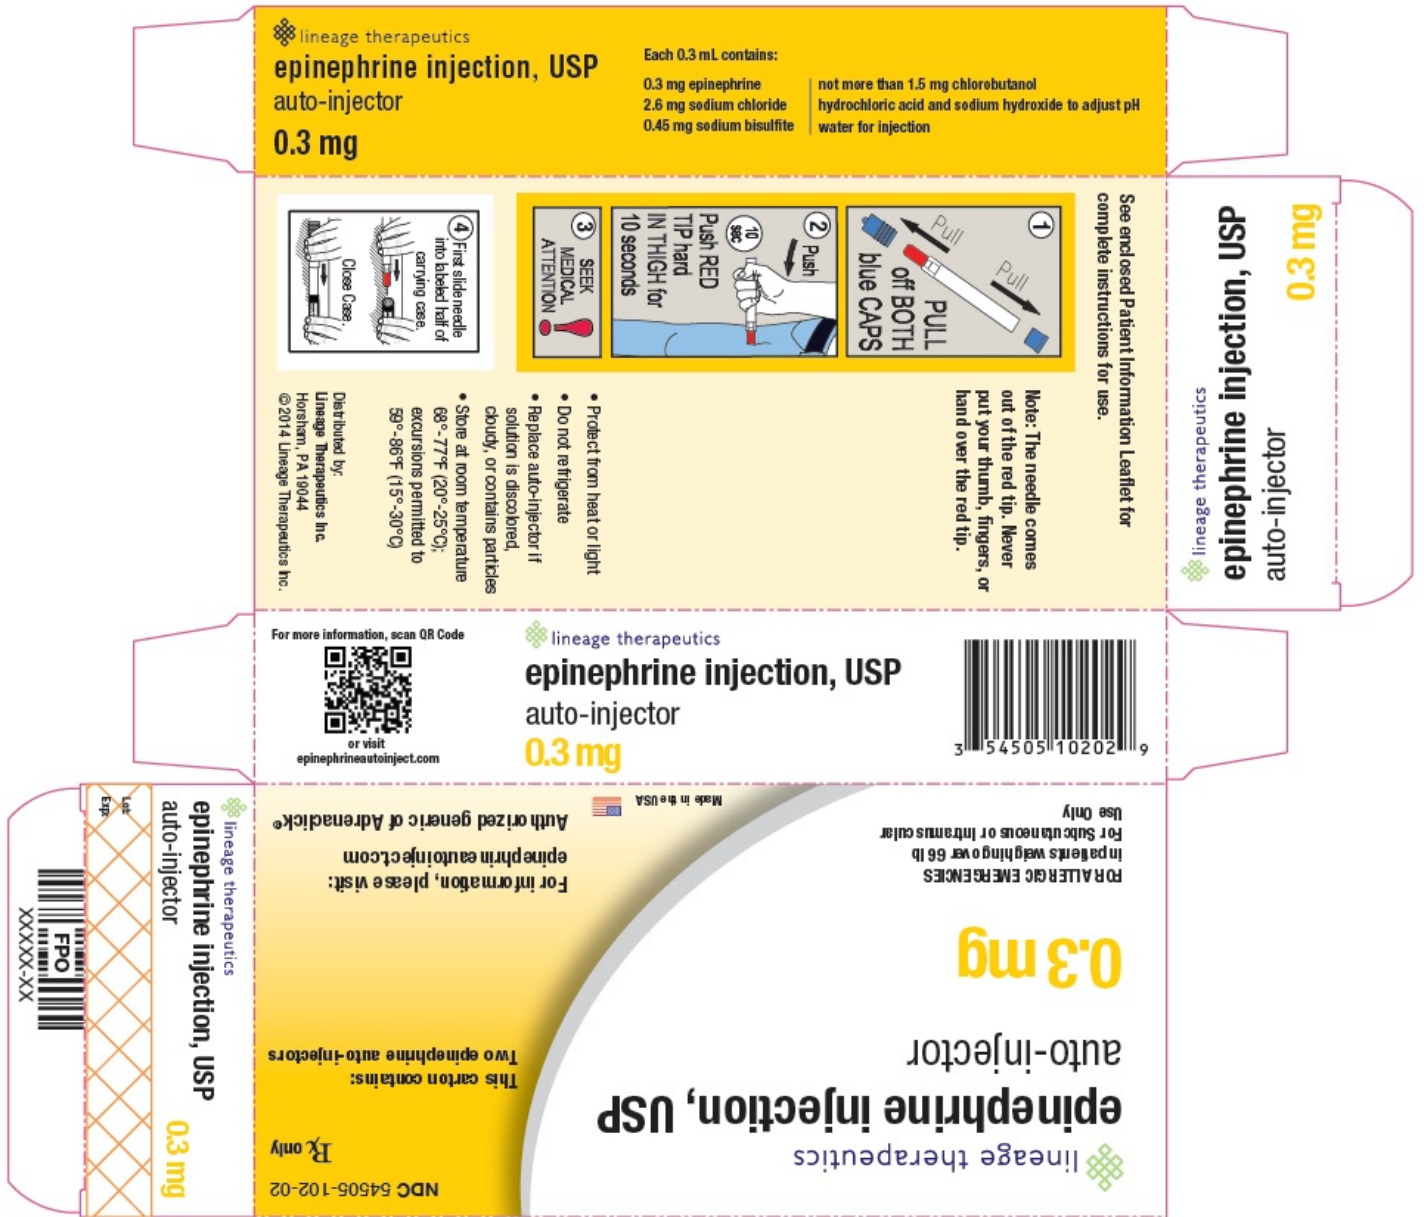 lineage therapeutics
epinephrine injection, USP
auto-injector
0.3 mg
Each 0.3 mL contains:
0.3 mg epinephrine
2.6 mg sodium chloride
0.45 mg sodium bisulfite
not more than 1.5 mg chlorobutanol
hydrochloric acid and sodium hydroxide to adjust pH
water for injection
See enclosed Patient Information Leaflet for
complete instructions for use.
1
Pull
Pull
PULL
off BOTH
blue CAPS
2
Push
10
sec
Push RED
TIP hard
IN THIGH for
10 seconds
3
SEEK
MEDICAL
ATTENTION
4
First slide needle
into labeled half of
carrying case.
Close Case.
Note: The needle comes
out of the red tip. Never
put your thumb, fingers, or
hand over the red tip.
• Protect from heat or light
• Do not refrigerate
• Replace auto-injector if
solution is discolored,
cloudy, or contains particles
• Store at room temperature
68°-77°F (20°-25°C);
excursions permitted to
59°-86°F (15°-30°C)
Distributed by:
Lineage Therapeutics Inc.
Horsham, PA 19044
© 2014 Lineage Therapeutics Inc.
lineage therapeutics
epinephrine injection, USP
auto-injector
0.3 mg
For more information, scan QR Code
or visit
epinephrineautoinject.com
lineage therapeutics
epinephrine injection, USP
auto-injector
0.3 mg
3 54505 10202 9
lineage therapeutics
epinephrine injection, USP
auto-injector
0.3 mg
Lot
Exp:
FPO
XXXXX-XX
NDC 54505-102-02
Rx only
This carton contains:
Two epinephrine auto-injectors
For information, please visit:
epinephrineautoinject.com
Authorized generic of Adrenaclick®
Made in the USA
lineage therapeutics
epinephrine injection, USP
auto-injector
0.3 mg
FOR ALLERGIC EMERGENCIES
in patients weighing over 66 lb
For Subcutaneous or Intramuscular
Use Only